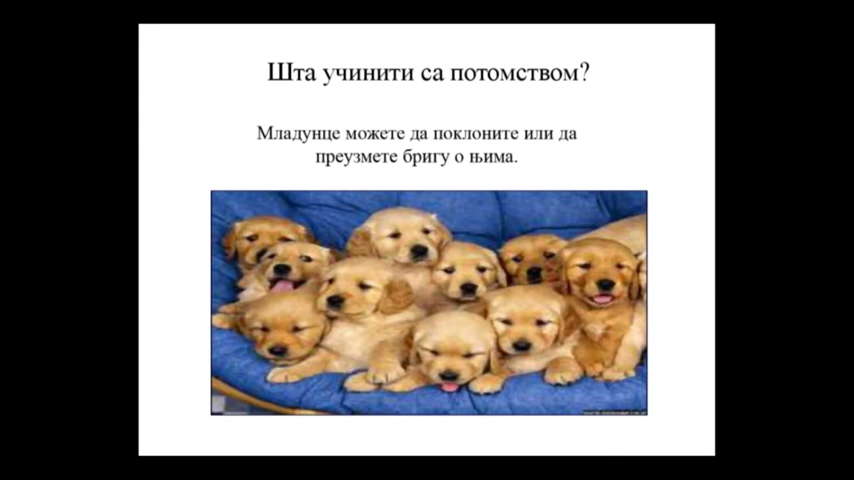 Шта учинити са потомством?
Младунце можете да поклоните или да
преузмете бригу о њима.